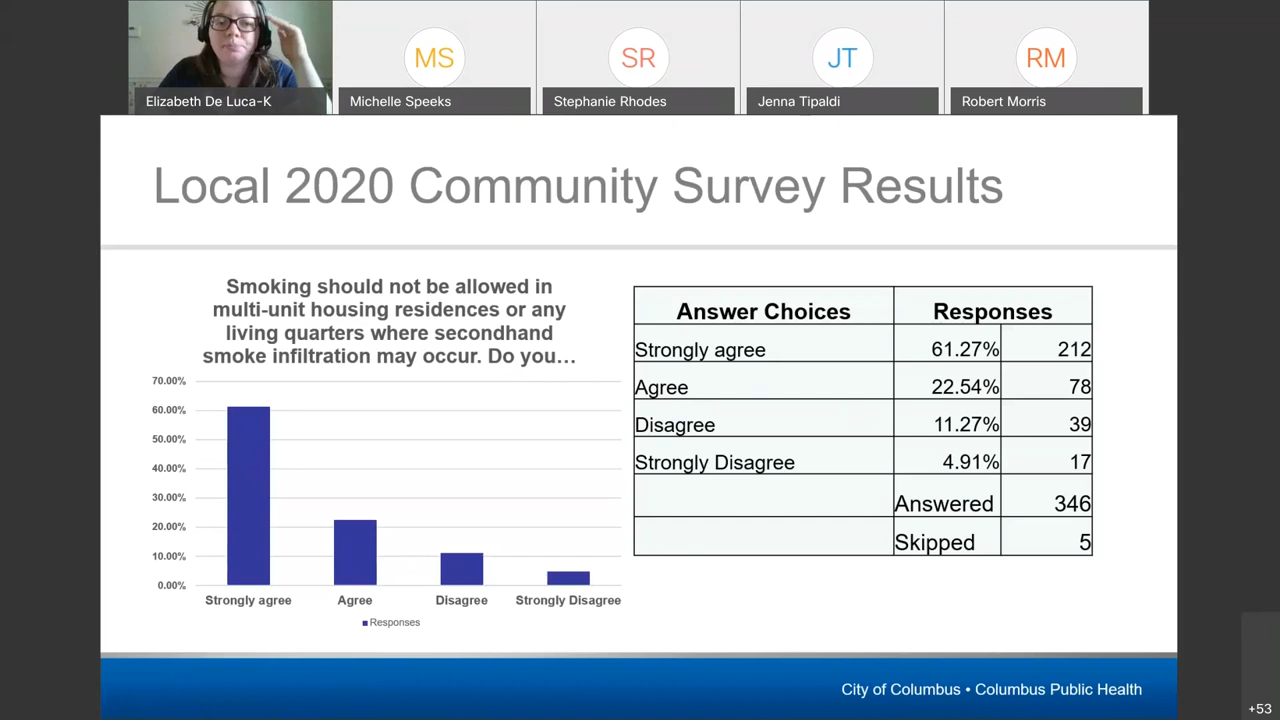 MS
SR
JT
RM
Elizabeth De Luca-K
Michelle Speeks
Stephanie Rhodes
Jenna Tipaldi
Robert Morris
Local 2020 Community Survey Results
Smoking should not be allowed in
multi-unit housing residences or any
living quarters where secondhand
smoke infiltration may occur. Do you…
70.00%
60.00%
50.00%
40.00%
30.00%
20.00%
10.00%
0.00%
Strongly agree Agree Disagree Strongly Disagree
Responses
Answer Choices Responses
Strongly agree 61.27% 212
Agree 22.54% 78
Disagree 11.27% 39
Strongly Disagree 4.91% 17
Answered 346
Skipped 5
City of Columbus • Columbus Public Health
+53